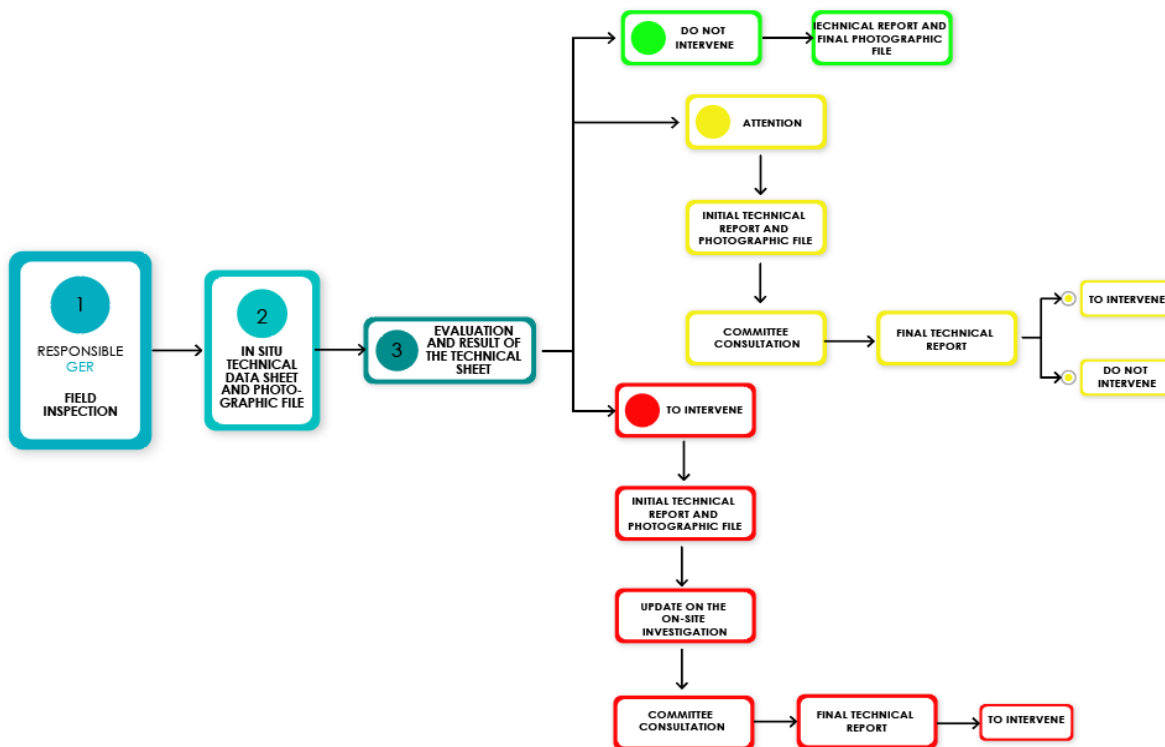 1
RESPONSIBLE
GER
FIELD
INSPECTION
2
IN SITU
TECHNICAL
DATA SHEET
AND PHOTO-
GRAPHIC FILE
3
EVALUATION
AND RESULT OF
THE TECHNICAL
SHEET
DO NOT
INTERVENE
TECHNICAL REPORT AND
FINAL PHOTOGRAPHIC
FILE
ATTENTION
INITIAL TECHNICAL
REPORT AND
PHOTOGRAPHIC FILE
COMMITTEE
CONSULTATION
FINAL TECHNICAL
REPORT
TO INTERVENE
DO NOT
INTERVENE
TO INTERVENE
INITIAL TECHNICAL
REPORT AND
PHOTOGRAPHIC FILE
UPDATE ON THE
ON-SITE
INVESTIGATION
COMMITTEE
CONSULTATION
FINAL TECHNICAL
REPORT
TO INTERVENE